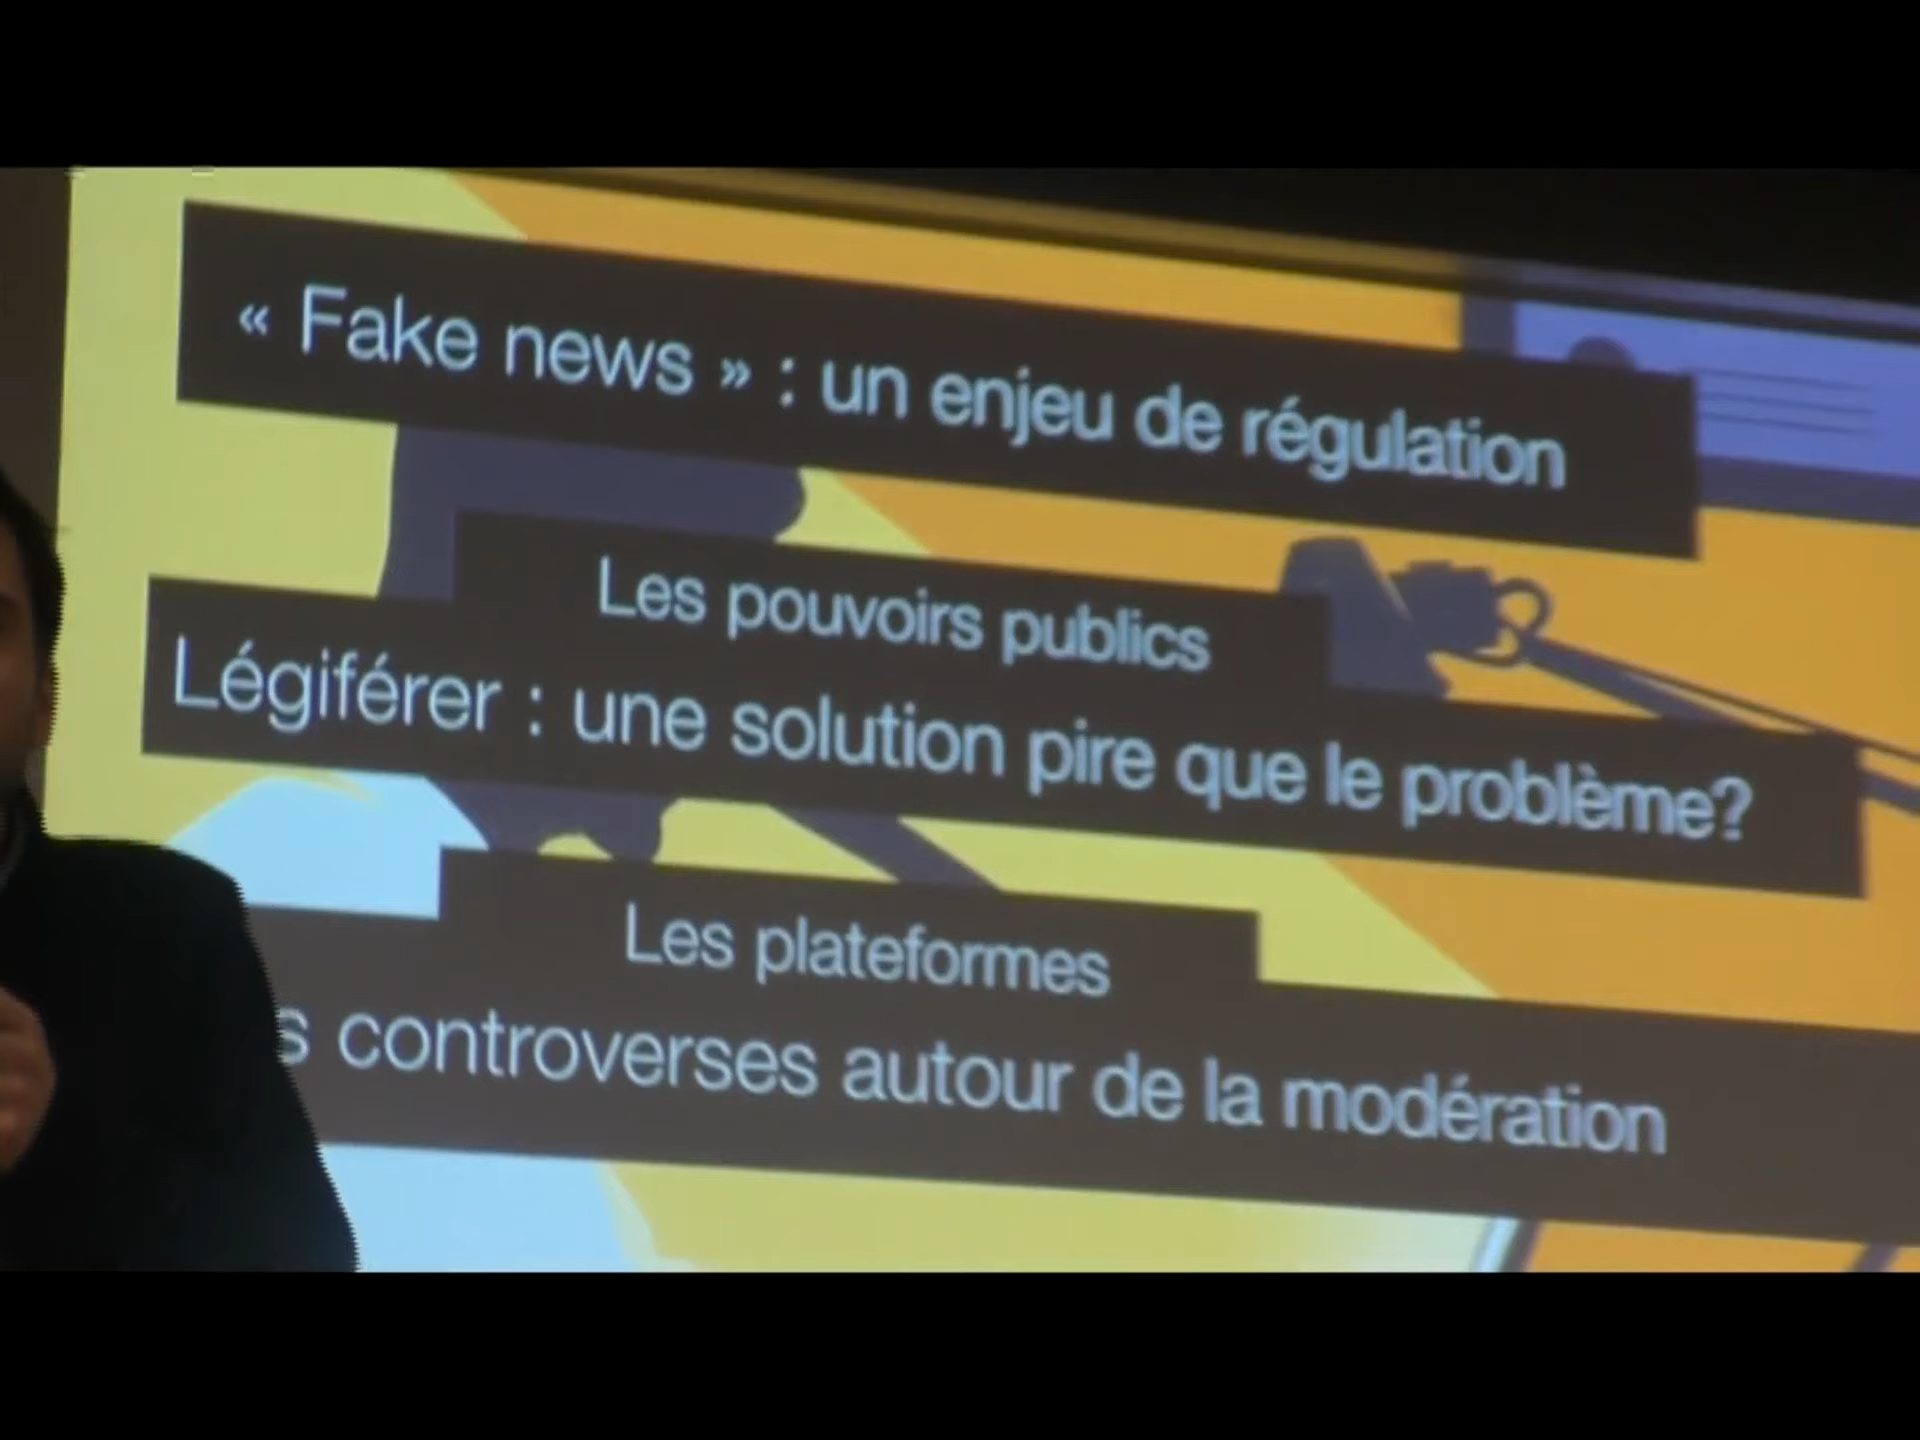 « Fake news » : un enjeu de régulation
Les pouvoirs publics
Légiférer : une solution pire que le problème?
Les plateformes
controverses autour de la modération